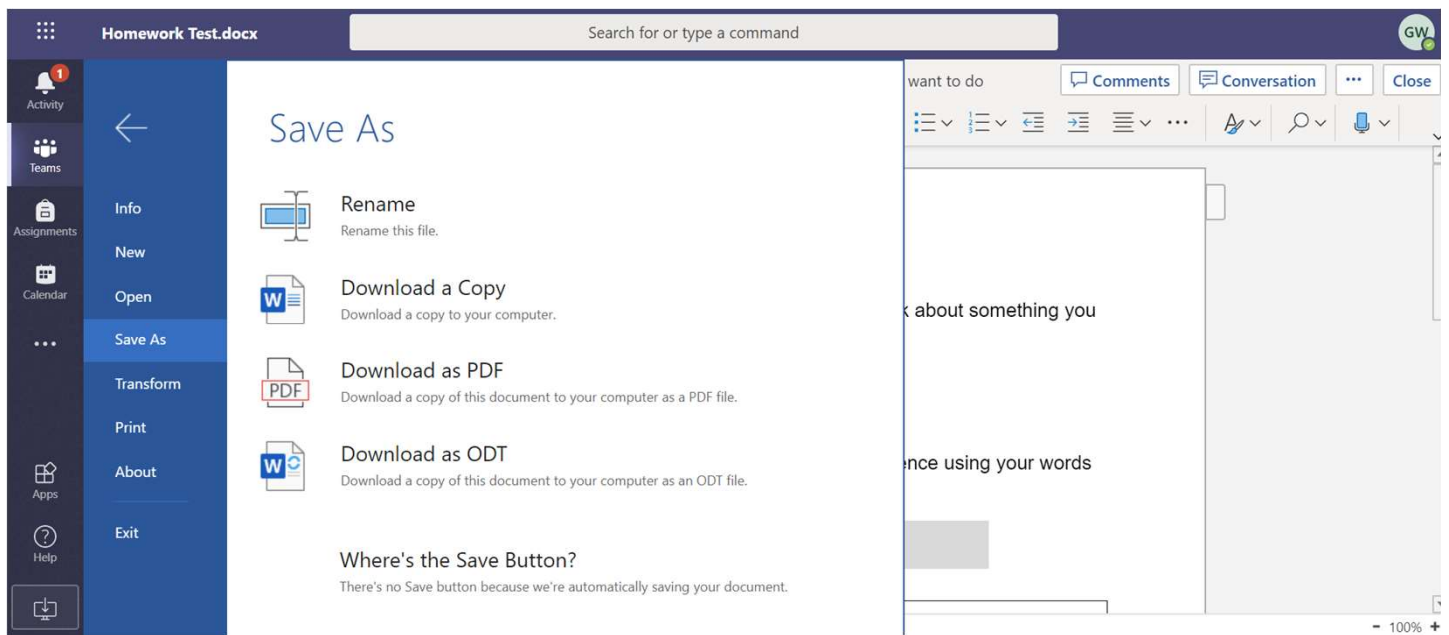 Homework Test.docx
Search for or type a command
GW
1
Activity
Teams
Assignments
Calendar
Apps
Help
Info
New
Open
Save As
Transform
Print
About
Exit
Save As
Rename
Rename this file.
W
Download a Copy
Download a copy to your computer.
PDF
Download as PDF
Download a copy of this document to your computer as a PDF file.
W
Download as ODT
Download a copy of this document to your computer as an ODT file.
Where's the Save Button?
There's no Save button because we're automatically saving your document.
want to do
Comments
Conversation
Close
about something you
ence using your words
- 100% +